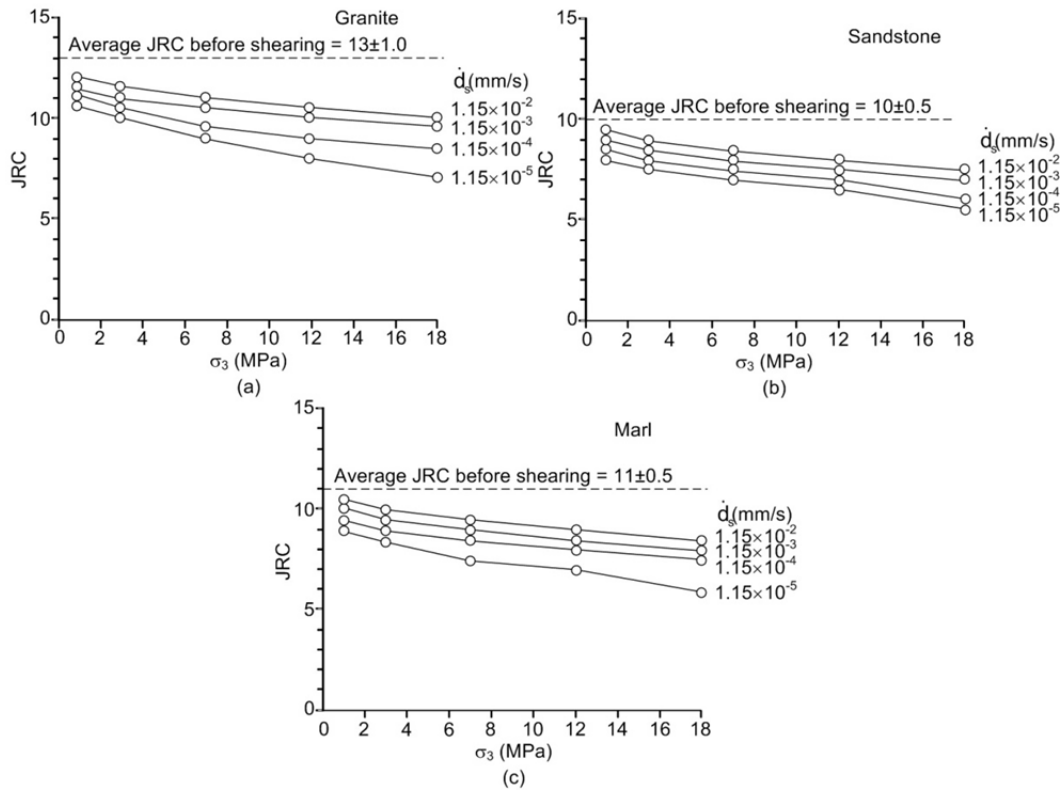 Granite
Average JRC before shearing = 13±1.0
ḋₛ(mm/s)
1.15×10⁻²
1.15×10⁻³
1.15×10⁻⁴
1.15×10⁻⁵
15
10
5
0
JRC
0 2 4 6 8 10 12 14 16 18
σ₃ (MPa)
(a)
Sandstone
Average JRC before shearing = 10±0.5
ḋₛ(mm/s)
1.15×10⁻²
1.15×10⁻³
1.15×10⁻⁴
1.15×10⁻⁵
15
10
5
0
JRC
0 2 4 6 8 10 12 14 16 18
σ₃ (MPa)
(b)
Marl
Average JRC before shearing = 11±0.5
ḋₛ(mm/s)
1.15×10⁻²
1.15×10⁻³
1.15×10⁻⁴
1.15×10⁻⁵
15
10
5
0
JRC
0 2 4 6 8 10 12 14 16 18
σ₃ (MPa)
(c)